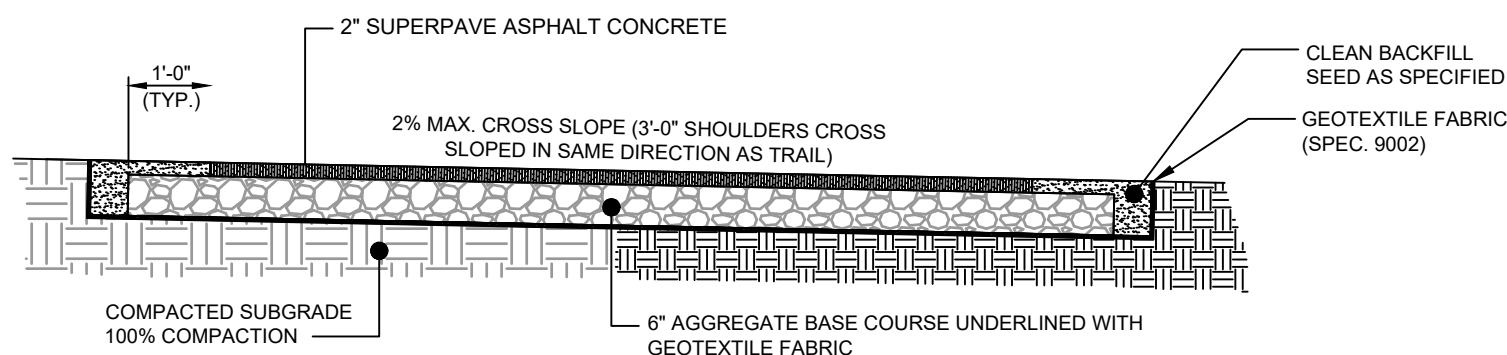 2" SUPERPAVE ASPHALT CONCRETE
1'-0"
(TYP.)
2% MAX. CROSS SLOPE (3'-0" SHOULDERS CROSS
SLOPED IN SAME DIRECTION AS TRAIL)
CLEAN BACKFILL
SEED AS SPECIFIED
GEOTEXTILE FABRIC
(SPEC. 9002)
COMPACTED SUBGRADE
100% COMPACTION
6" AGGREGATE BASE COURSE UNDERLINED WITH
GEOTEXTILE FABRIC